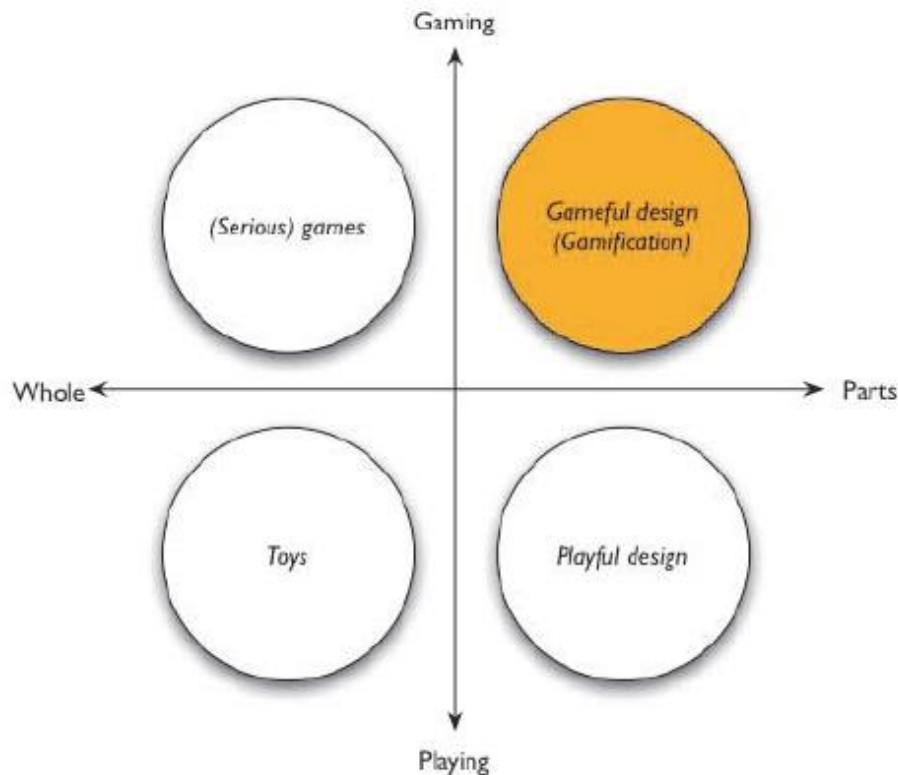 Gaming
(Serious) games
Gameful design
(Gamification)
Whole
Parts
Toys
Playful design
Playing